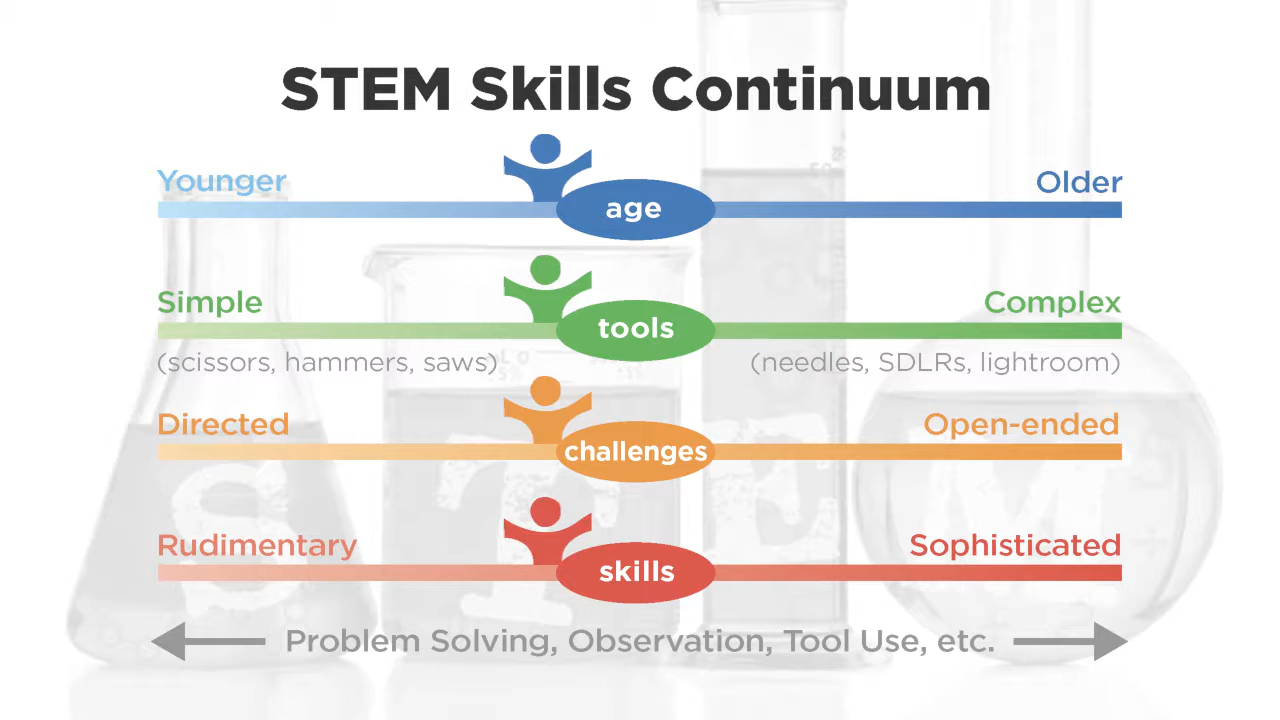 STEM Skills Continuum
Younger
Older
age
Simple
Complex
tools
(scissors, hammers, saws)
(needles, SDLRs, lightroom)
Directed
Open-ended
challenges
Rudimentary
Sophisticated
skills
Problem Solving, Observation, Tool Use, etc.
S T E M